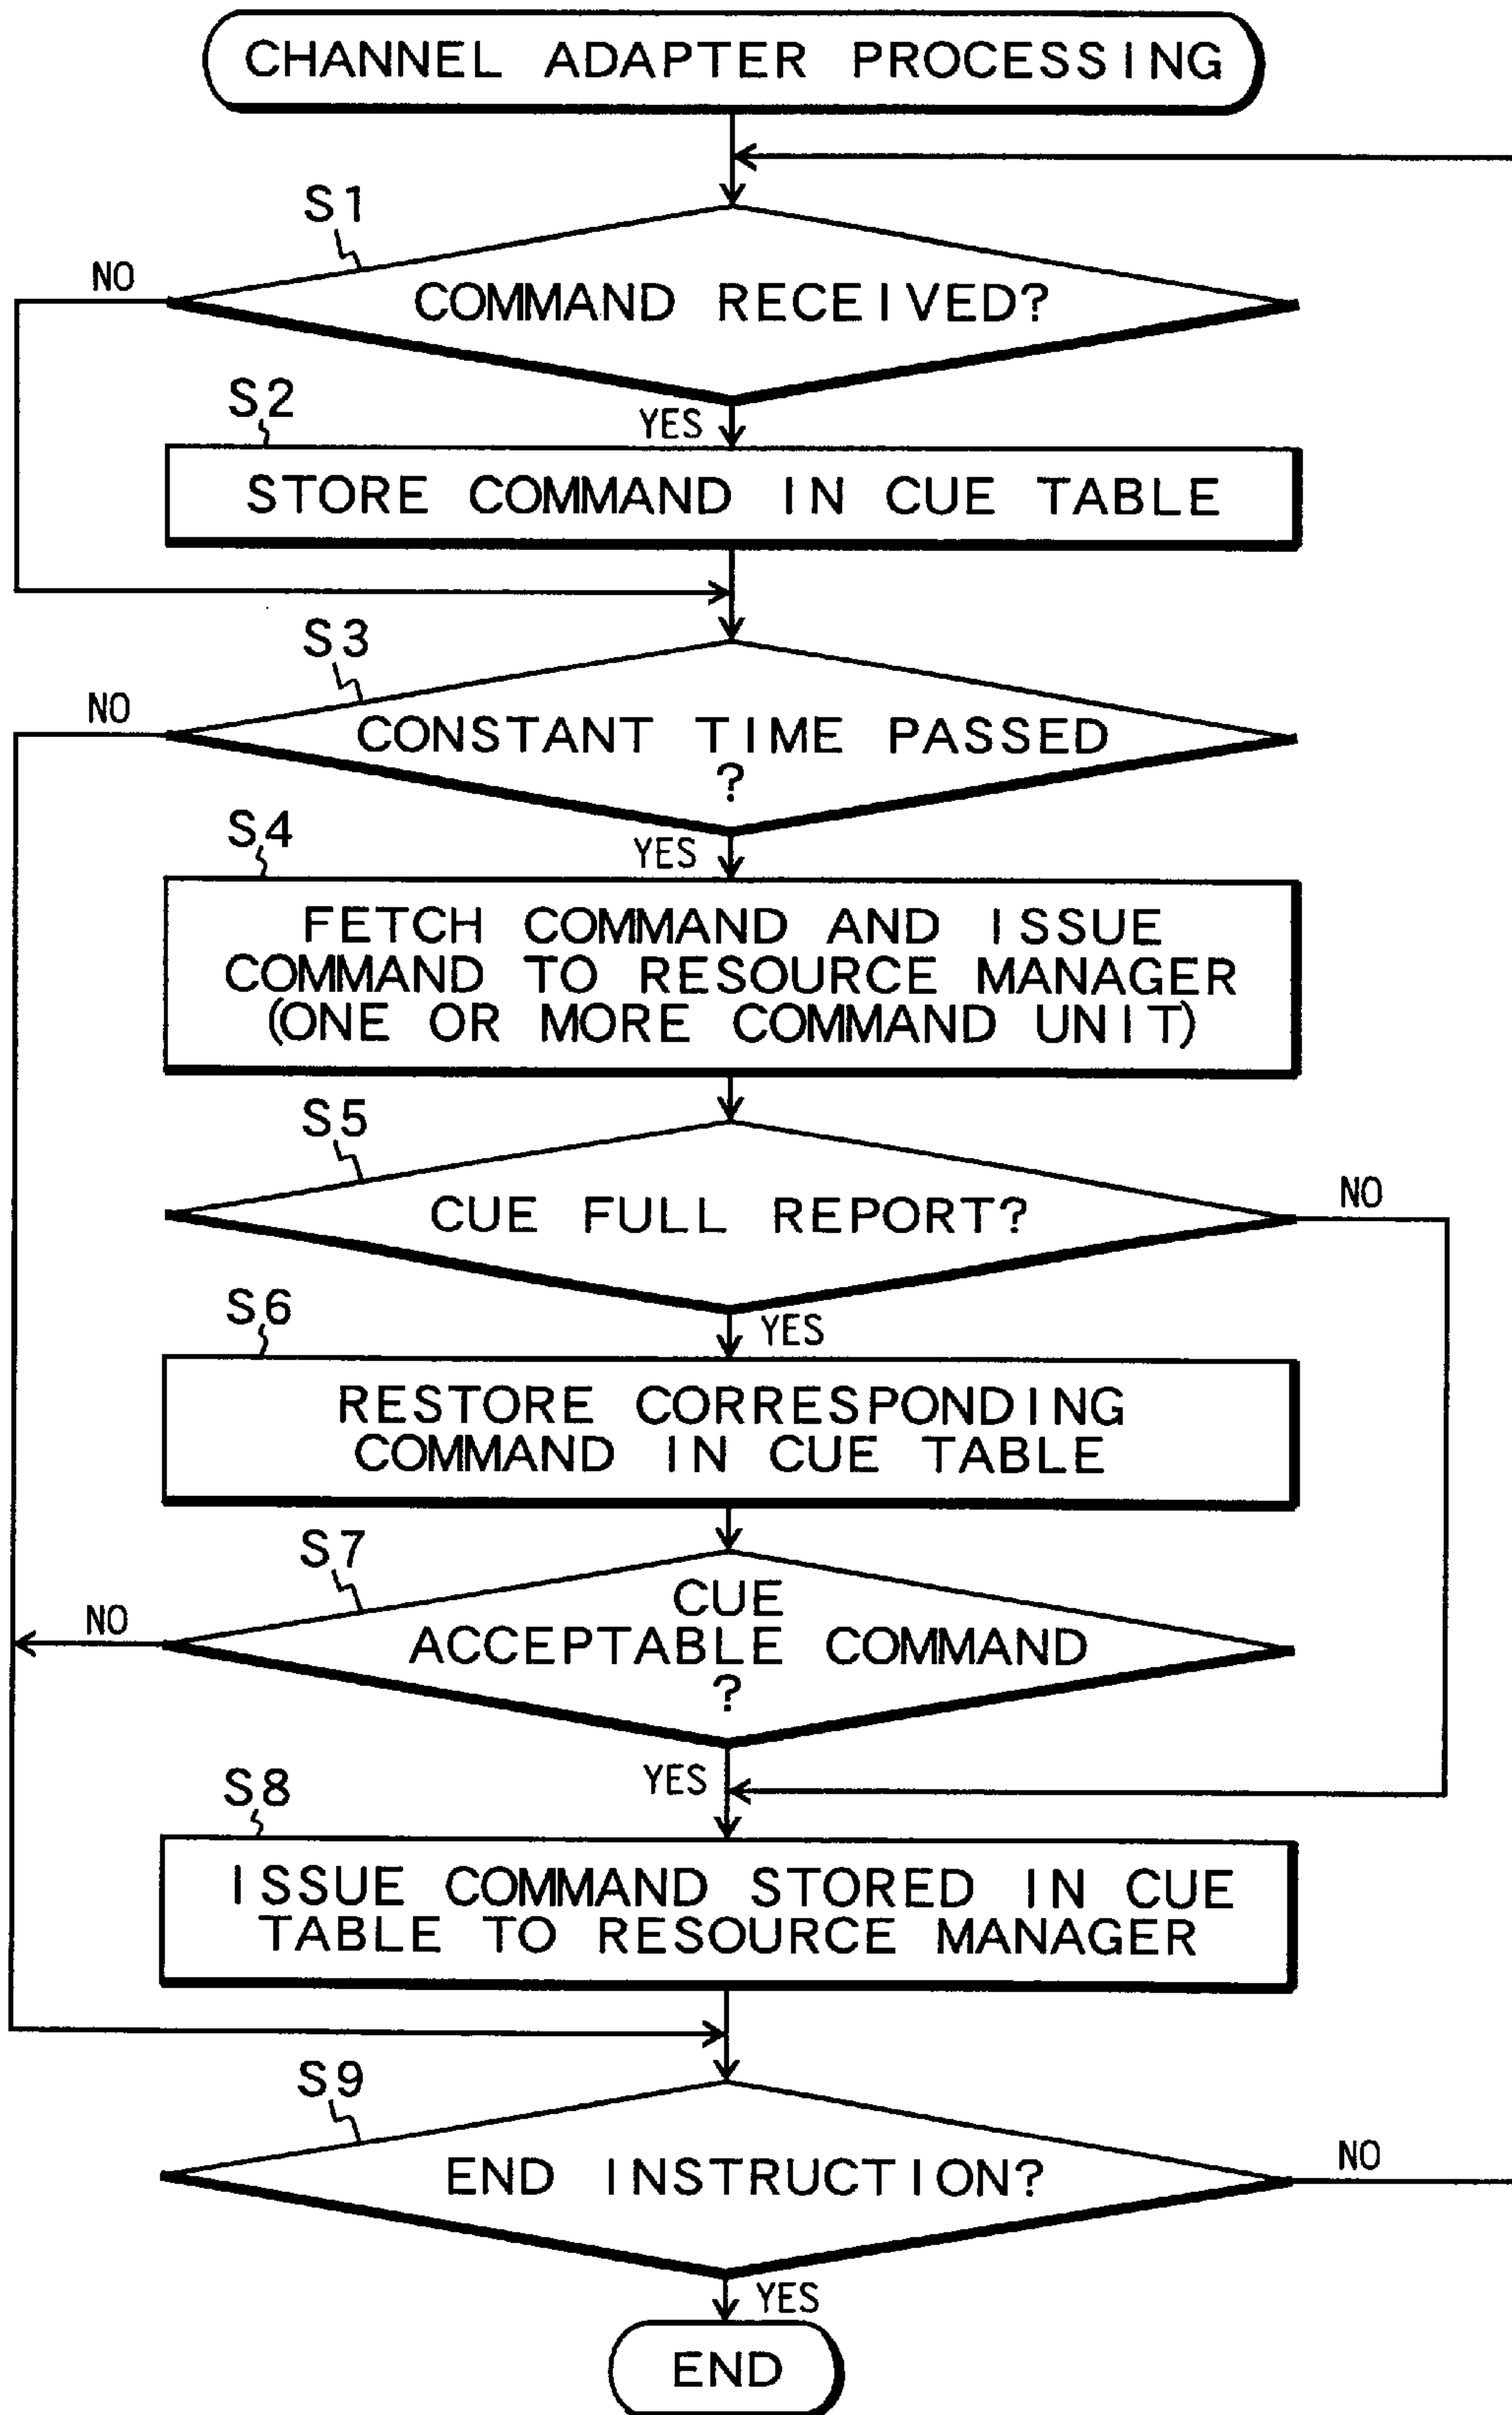 CHANNEL ADAPTER PROCESSING
S1
NO
COMMAND RECEIVED?
S2
YES
STORE COMMAND IN CUE TABLE
S3
NO
CONSTANT TIME PASSED
?
S4
YES
FETCH COMMAND AND ISSUE
COMMAND TO RESOURCE MANAGER
(ONE OR MORE COMMAND UNIT)
S5
NO
CUE FULL REPORT?
S6
YES
RESTORE CORRESPONDING
COMMAND IN CUE TABLE
S7
CUE
NO
ACCEPTABLE COMMAND
?
YES
S8
ISSUE COMMAND STORED IN CUE
TABLE TO RESOURCE MANAGER
S9
NO
END INSTRUCTION?
YES
END